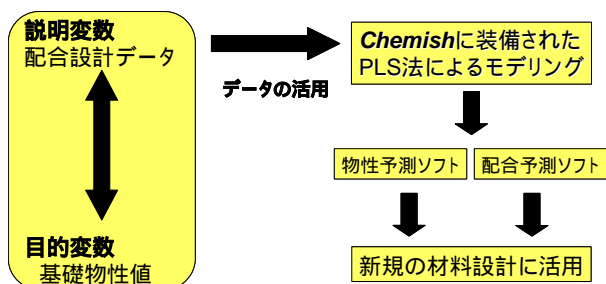 説明変数
配合設計データ
データの活用
目的変数
基礎物性値
Chemishに装備された
PLS法によるモデリング
物性予測ソフト
配合予測ソフト
新規の材料設計に活用